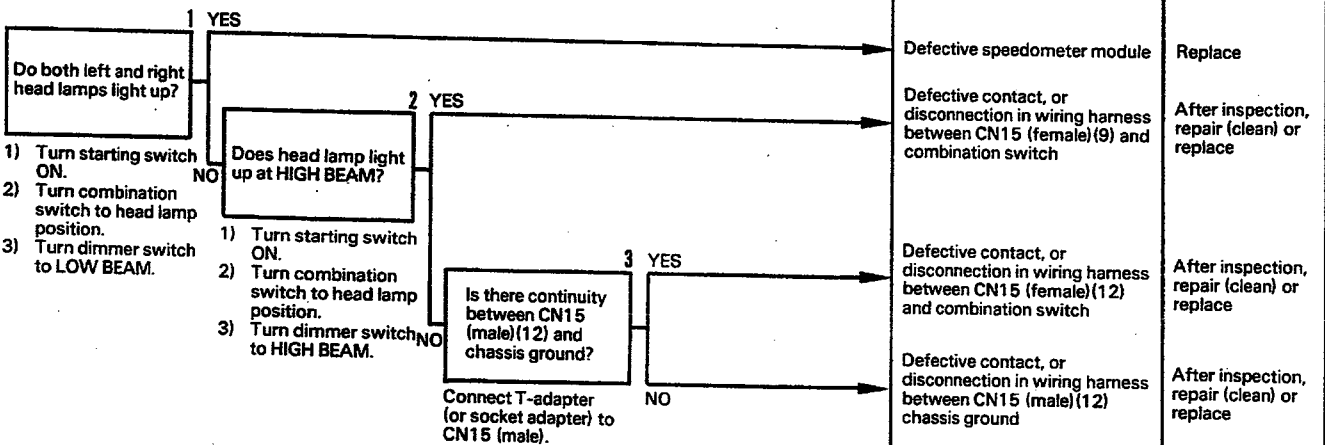 1 YES
Do both left and right
head lamps light up?
1) Turn starting switch
ON.
2) Turn combination
switch to head lamp
position.
3) Turn dimmer switch
to LOW BEAM.
NO
2 YES
Does head lamp light
up at HIGH BEAM?
1) Turn starting switch
ON.
2) Turn combination
switch to head lamp
position.
3) Turn dimmer switch
to HIGH BEAM.
NO
3 YES
Is there continuity
between CN15
(male)(12) and
chassis ground?
NO
Connect T-adapter
(or socket adapter) to
CN15 (male).
Defective speedometer module
Replace
Defective contact, or
disconnection in wiring harness
between CN15 (female)(9) and
combination switch
After inspection,
repair (clean) or
replace
Defective contact, or
disconnection in wiring harness
between CN15 (female)(12)
and combination switch
After inspection,
repair (clean) or
replace
Defective contact, or
disconnection in wiring harness
between CN15 (male)(12)
chassis ground
After inspection,
repair (clean) or
replace